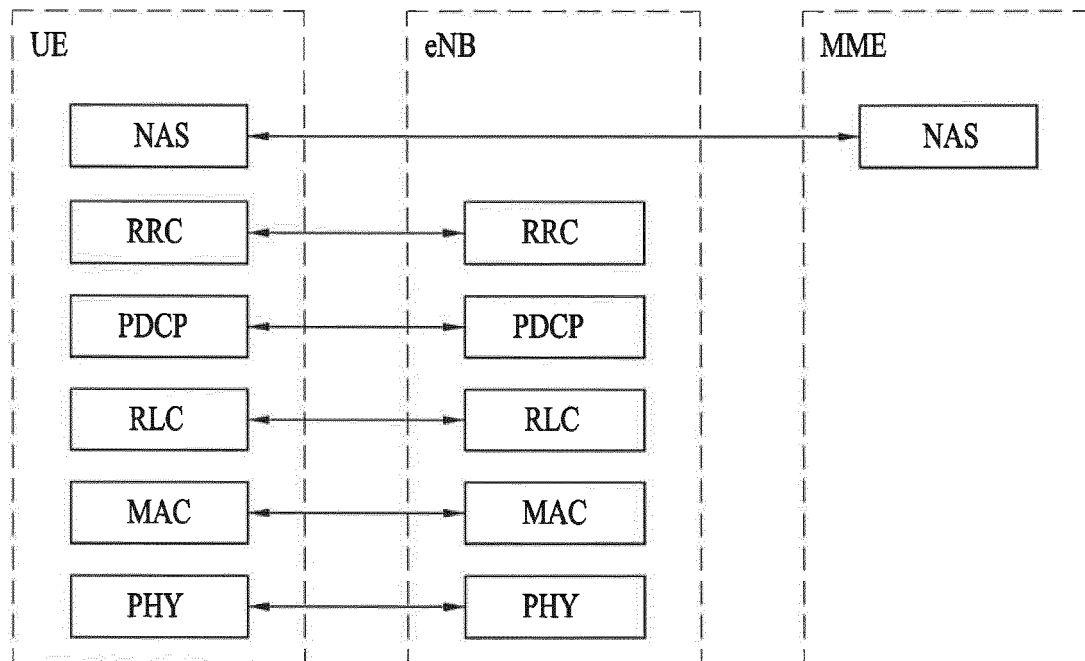 UE eNB MME
NAS NAS
RRC RRC
PDCP PDCP
RLC RLC
MAC MAC
PHY PHY